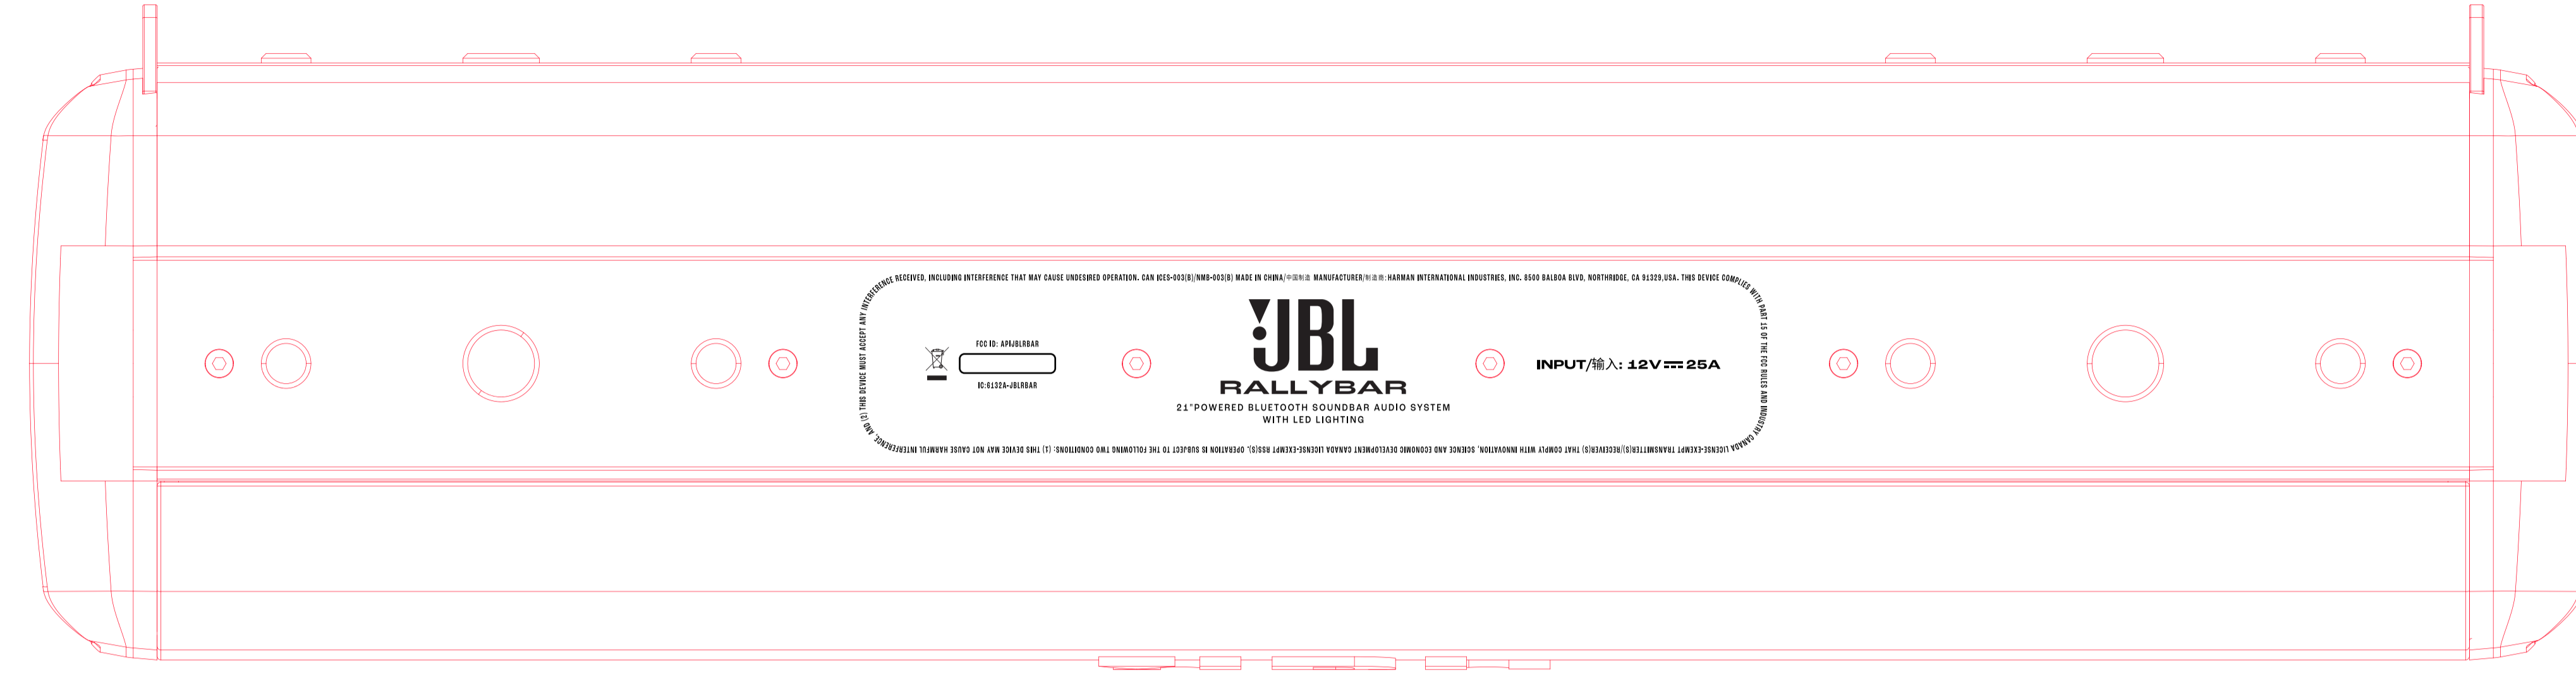 RECEIVED, INCLUDING INTERFERENCE THAT MAY CAUSE UNDESIRED OPERATION. CAN ICES-003(B)/NMB-003(B) MADE IN CHINA/中国制造 MANUFACTURER/制造商: HARMAN INTERNATIONAL INDUSTRIES, INC. 8500 BALBOA BLVD, NORTHRIDGE, CA 91329,USA. THIS DEVICE COMPLIES WITH PART 15 OF THE FCC RULES AND INDUSTRY CANADA LICENSE-EXEMPT TRANSMITTER(S)/RECEIVER(S) THAT COMPLY WITH INNOVATION, SCIENCE AND ECONOMIC DEVELOPMENT CANADA LICENSE-EXEMPT RSS(S). OPERATION IS SUBJECT TO THE FOLLOWING TWO CONDITIONS: (1) THIS DEVICE MAY NOT CAUSE HARMFUL INTERFERENCE, AND (2) THIS DEVICE MUST ACCEPT ANY INTERFERENCE
FCC ID: APIJBLRBAR
IC:6132A-JBLRBAR
JBL
RALLYBAR
21"POWERED BLUETOOTH SOUNDBAR AUDIO SYSTEM
WITH LED LIGHTING
INPUT/输入: 12V⎓25A